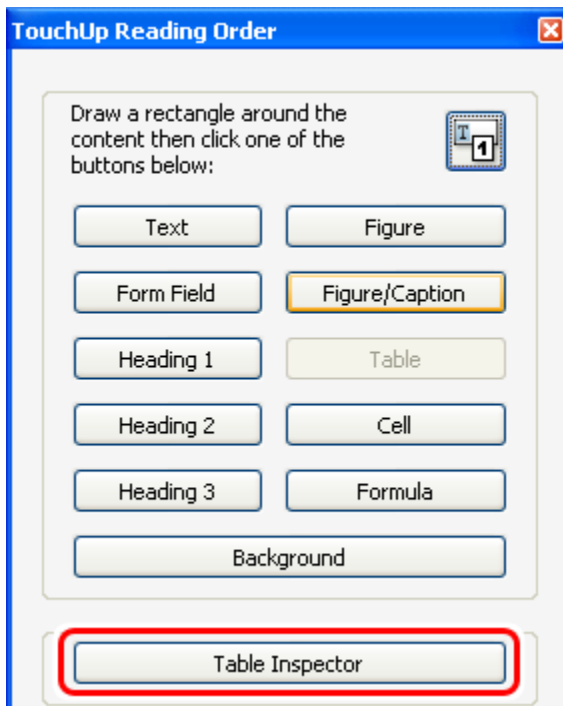 TouchUp Reading Order
Draw a rectangle around the
content then click one of the
buttons below:
T 1
Text Figure
Form Field Figure/Caption
Heading 1 Table
Heading 2 Cell
Heading 3 Formula
Background
Table Inspector